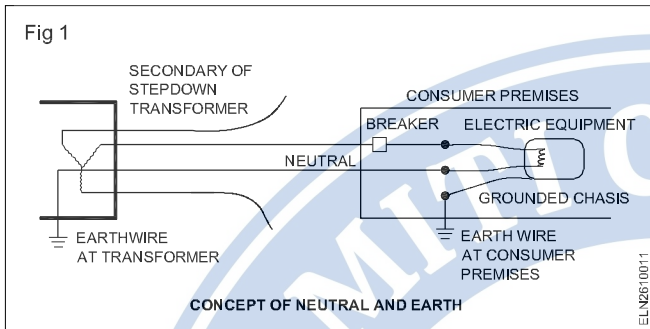 Fig 1
SECONDARY OF
STEPDOWN
TRANSFORMER
CONSUMER PREMISES
BREAKER
ELECTRIC EQUIPMENT
NEUTRAL
GROUNDED CHASIS
EARTHWIRE
AT TRANSFORMER
EARTH WIRE
AT CONSUMER
PREMISES
CONCEPT OF NEUTRAL AND EARTH
ELN2610011